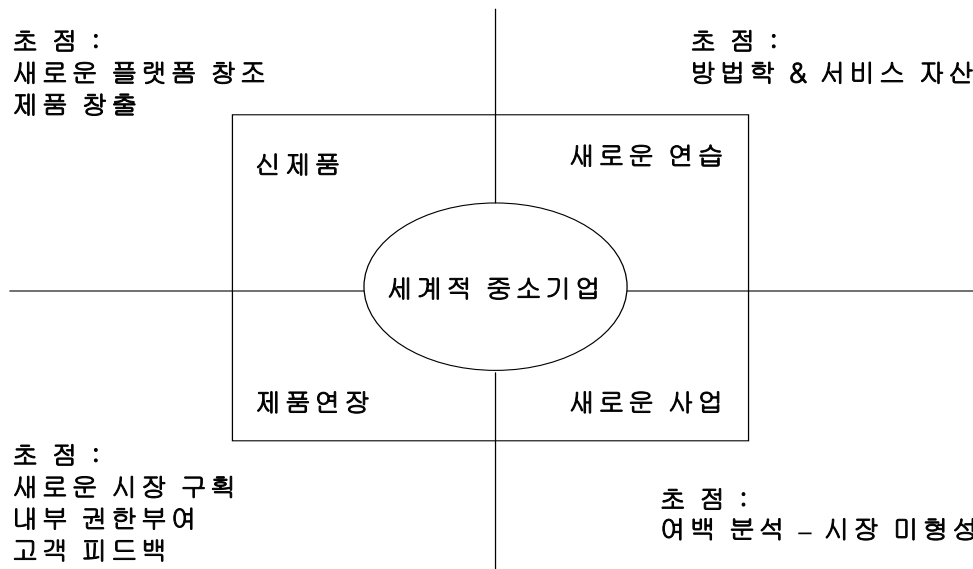 초 점 :
새로운 플랫폼 창조
제품 창출
초 점 :
방법학 & 서비스 자산
신제품
새로운 연습
세계적 중소기업
제품연장
새로운 사업
초 점 :
새로운 시장 구획
내부 권한부여
고객 피드백
초 점 :
여백 분석 – 시장 미형성